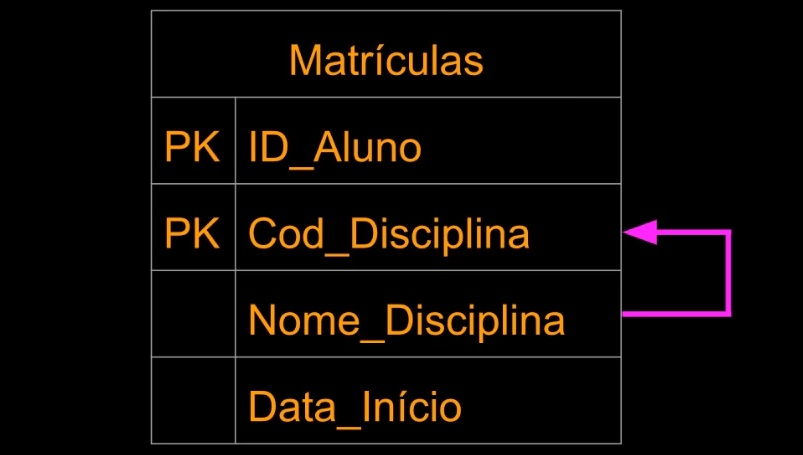 Matrículas
PK ID_Aluno
PK Cod_Disciplina
Nome_Disciplina
Data_Início